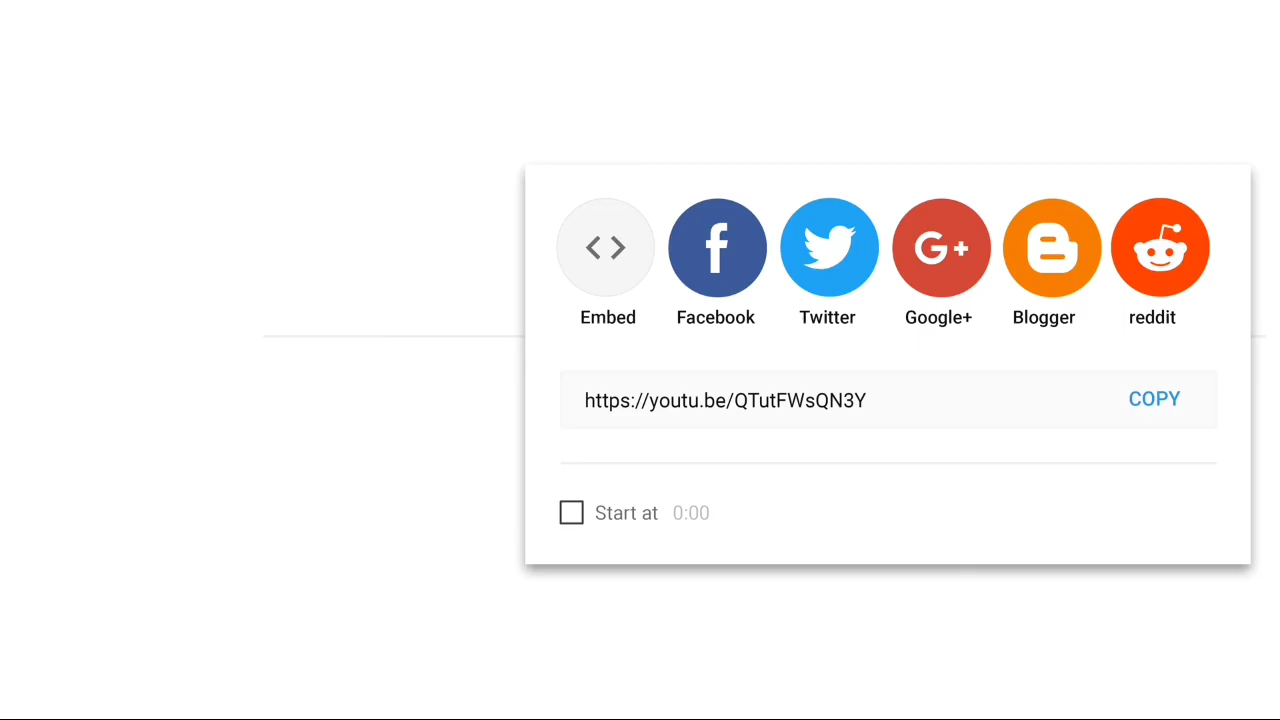 Embed Facebook Twitter Google+ Blogger reddit
https://youtu.be/QTutFWsQN3Y COPY
Start at 0:00